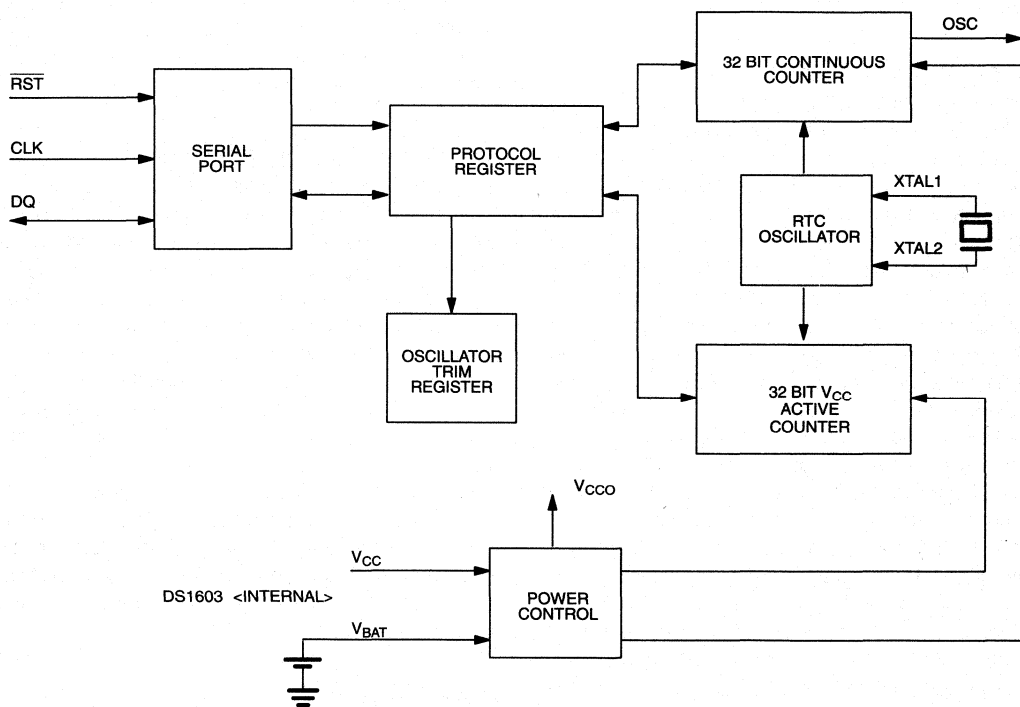 OSC
32 BIT CONTINUOUS
COUNTER
RST
CLK
DQ
SERIAL
PORT
PROTOCOL
REGISTER
XTAL1
RTC
OSCILLATOR
XTAL2
OSCILLATOR
TRIM
REGISTER
32 BIT VCC
ACTIVE
COUNTER
VCCO
VCC
DS1603 <INTERNAL>
POWER
CONTROL
VBAT